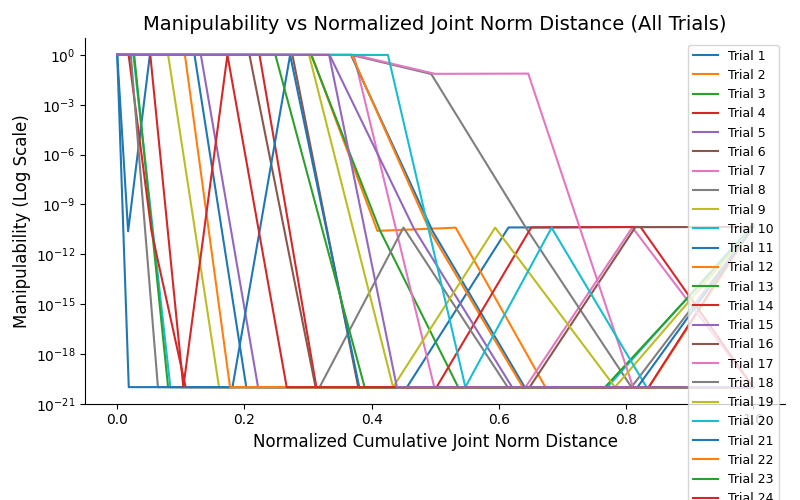 Manipulability vs Normalized Joint Norm Distance (All Trials)
Manipulability (Log Scale)
10^0
10^-3
10^-6
10^-9
10^-12
10^-15
10^-18
10^-21
0.0
0.2
0.4
0.6
0.8
1.0
Normalized Cumulative Joint Norm Distance
Trial 1
Trial 2
Trial 3
Trial 4
Trial 5
Trial 6
Trial 7
Trial 8
Trial 9
Trial 10
Trial 11
Trial 12
Trial 13
Trial 14
Trial 15
Trial 16
Trial 17
Trial 18
Trial 19
Trial 20
Trial 21
Trial 22
Trial 23
Trial 24